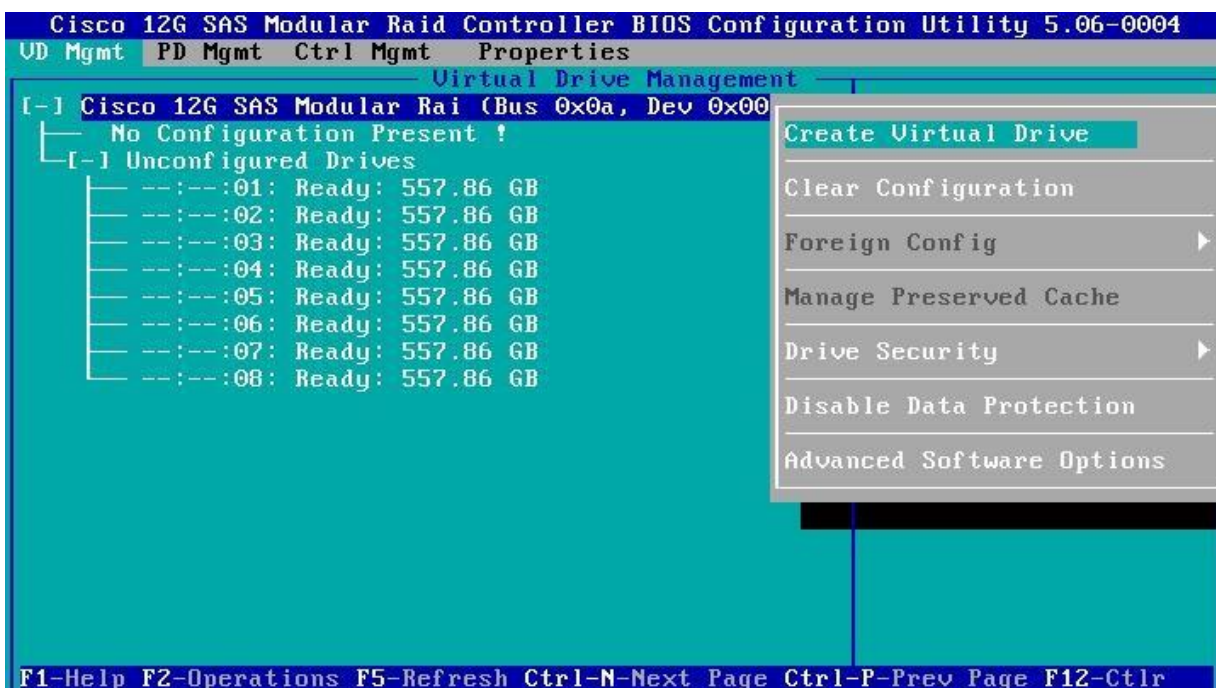 Cisco 12G SAS Modular Raid Controller BIOS Configuration Utility 5.06-0004
VD Mgmt PD Mgmt Ctrl Mgmt Properties
Virtual Drive Management
[-] Cisco 12G SAS Modular Rai (Bus 0x0a, Dev 0x00
No Configuration Present !
[-] Unconfigured Drives
--:--:01: Ready: 557.86 GB
--:--:02: Ready: 557.86 GB
--:--:03: Ready: 557.86 GB
--:--:04: Ready: 557.86 GB
--:--:05: Ready: 557.86 GB
--:--:06: Ready: 557.86 GB
--:--:07: Ready: 557.86 GB
--:--:08: Ready: 557.86 GB
Create Virtual Drive
Clear Configuration
Foreign Config
Manage Preserved Cache
Drive Security
Disable Data Protection
Advanced Software Options
F1-Help F2-Operations F5-Refresh Ctrl-N-Next Page Ctrl-P-Prev Page F12-Ctlr